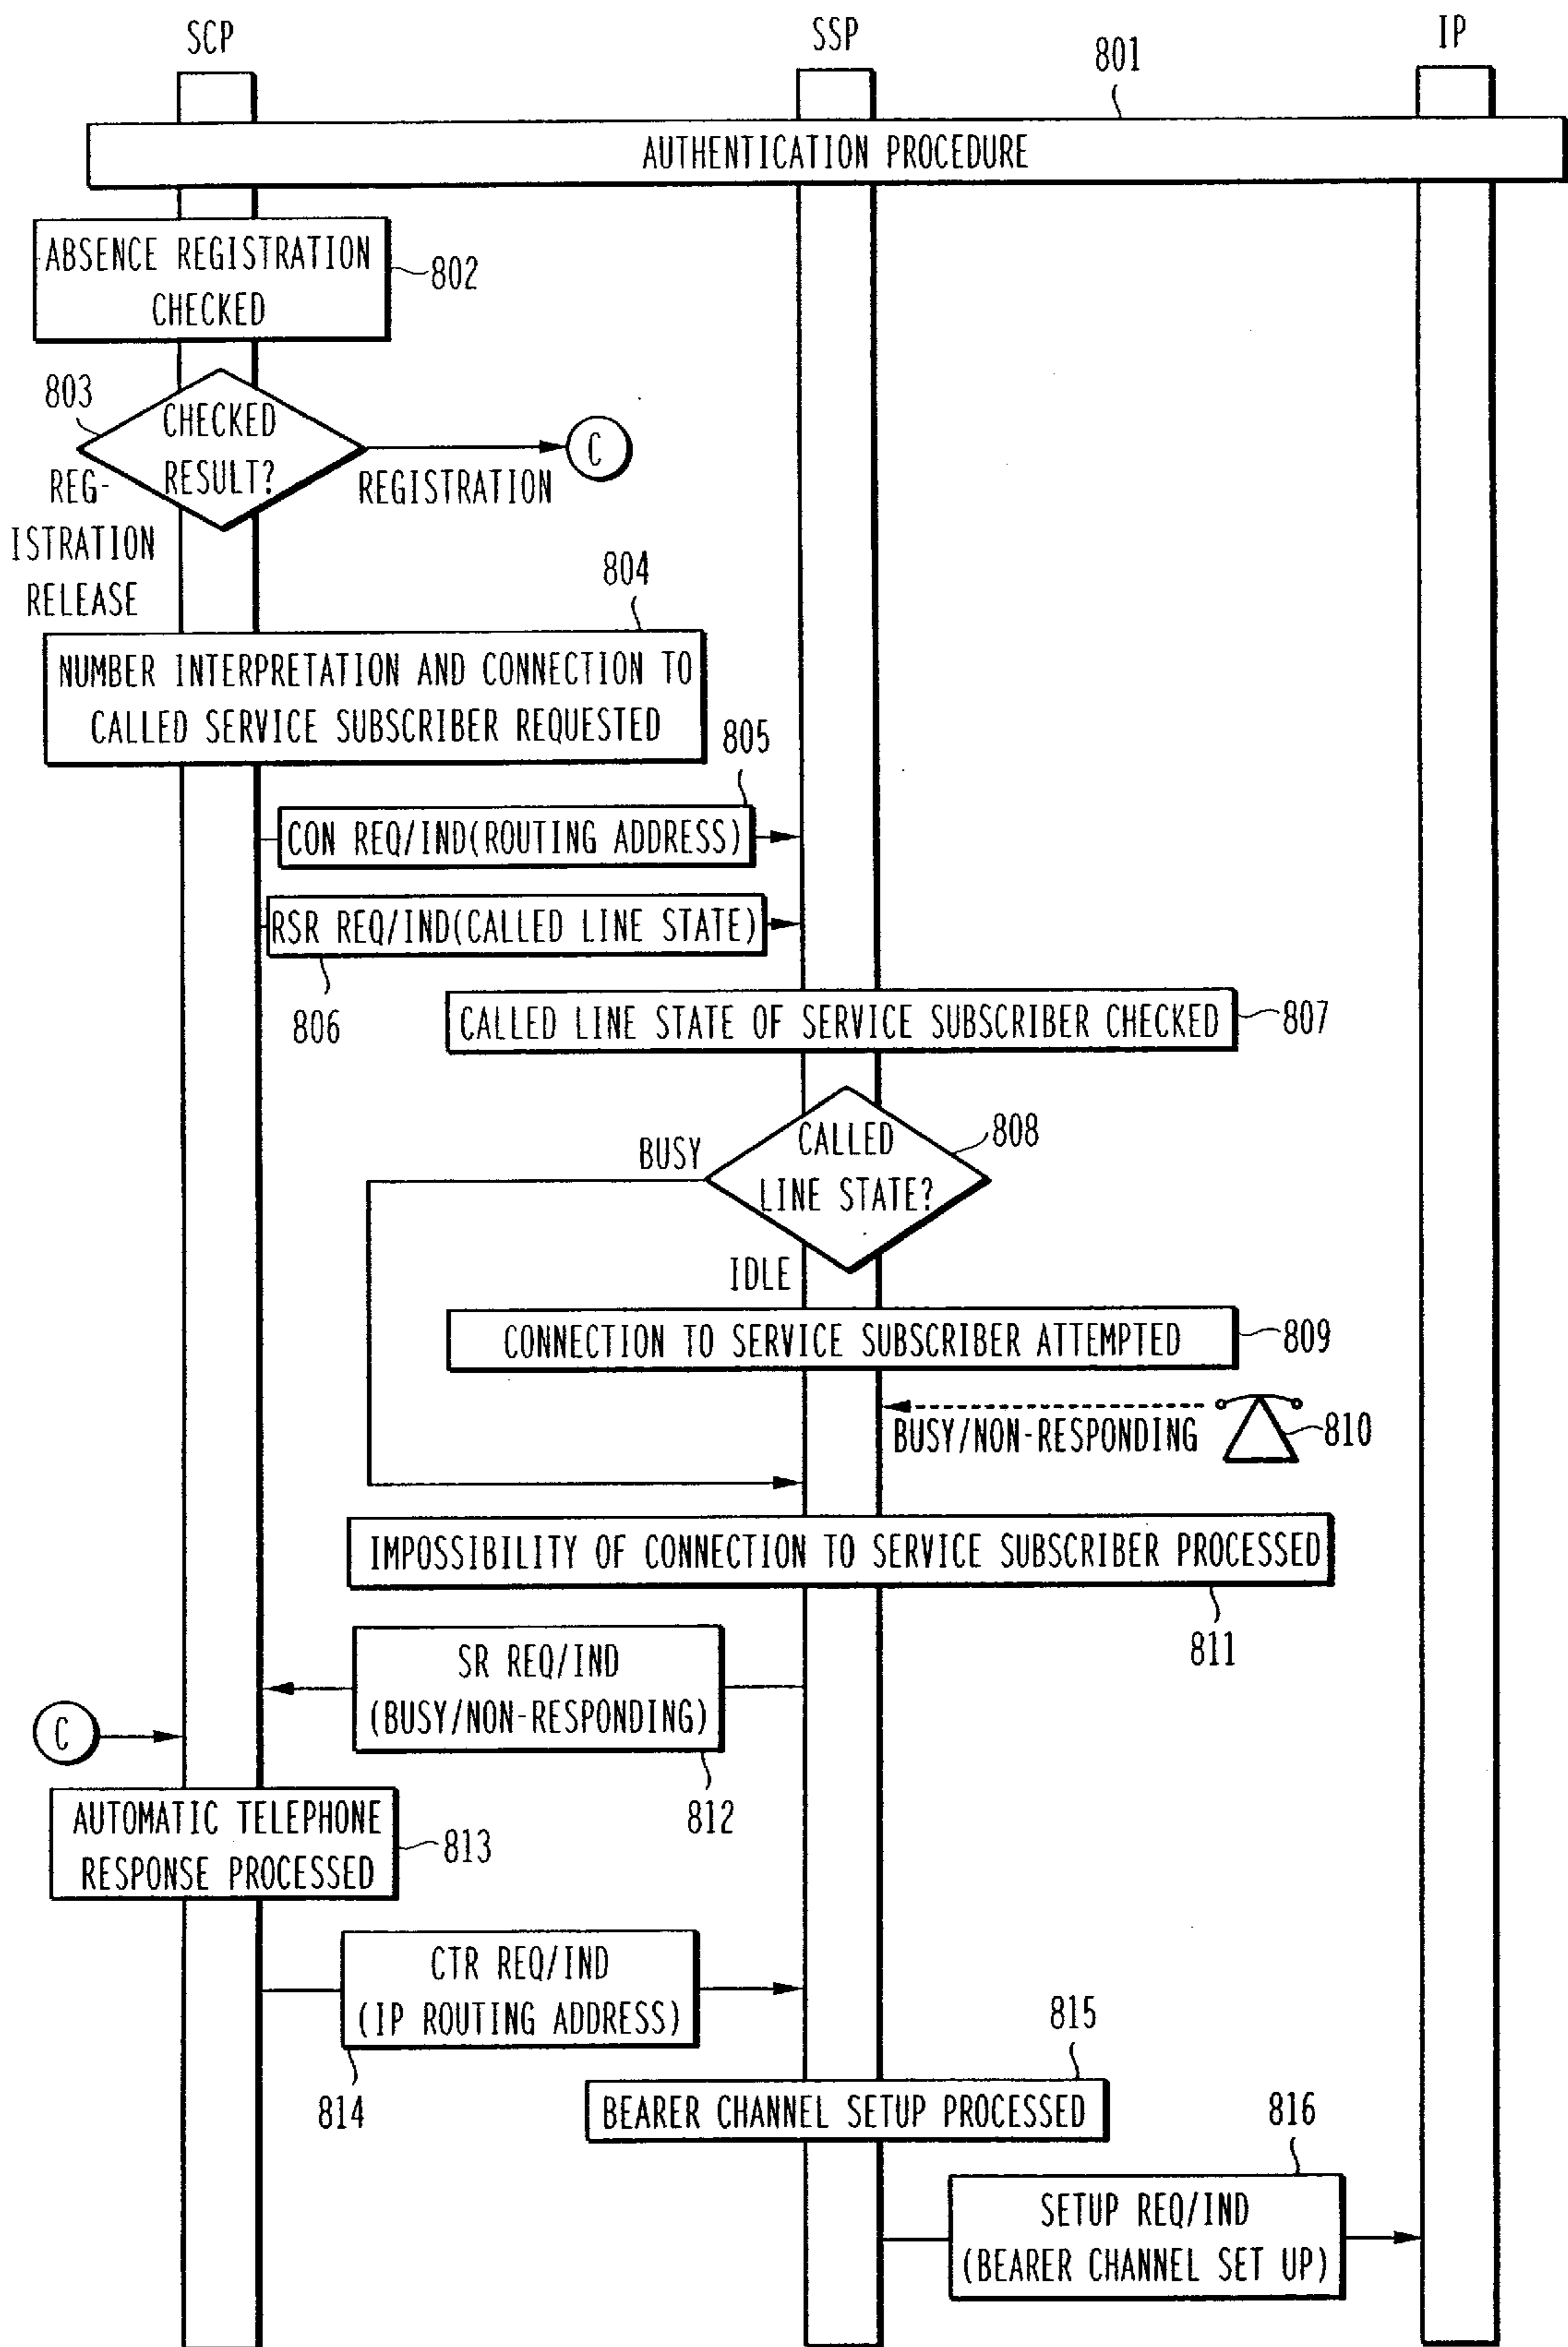 SCP
SSP
IP
801
AUTHENTICATION PROCEDURE
ABSENCE REGISTRATION
CHECKED
802
803
CHECKED
RESULT?
C
REG-
ISTRATION
RELEASE
REGISTRATION
804
NUMBER INTERPRETATION AND CONNECTION TO
CALLED SERVICE SUBSCRIBER REQUESTED
805
CON REQ/IND(ROUTING ADDRESS)
RSR REQ/IND(CALLED LINE STATE)
806
CALLED LINE STATE OF SERVICE SUBSCRIBER CHECKED
807
BUSY
CALLED
LINE STATE?
808
IDLE
CONNECTION TO SERVICE SUBSCRIBER ATTEMPTED
809
BUSY/NON-RESPONDING
810
IMPOSSIBILITY OF CONNECTION TO SERVICE SUBSCRIBER PROCESSED
811
SR REQ/IND
(BUSY/NON-RESPONDING)
812
C
AUTOMATIC TELEPHONE
RESPONSE PROCESSED
813
CTR REQ/IND
(IP ROUTING ADDRESS)
814
815
BEARER CHANNEL SETUP PROCESSED
816
SETUP REQ/IND
(BEARER CHANNEL SET UP)